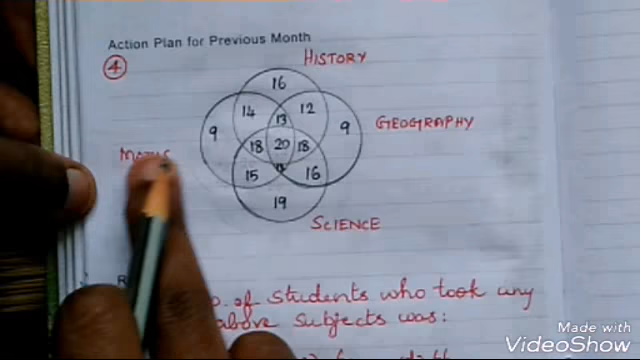 Action Plan for Previous Month
4
HISTORY
16
14
12
13
9
9
GEOGRAPHY
MATHS
18
20
18
15
16
19
SCIENCE
of students who took any
above subjects was:
Made with
VideoShow